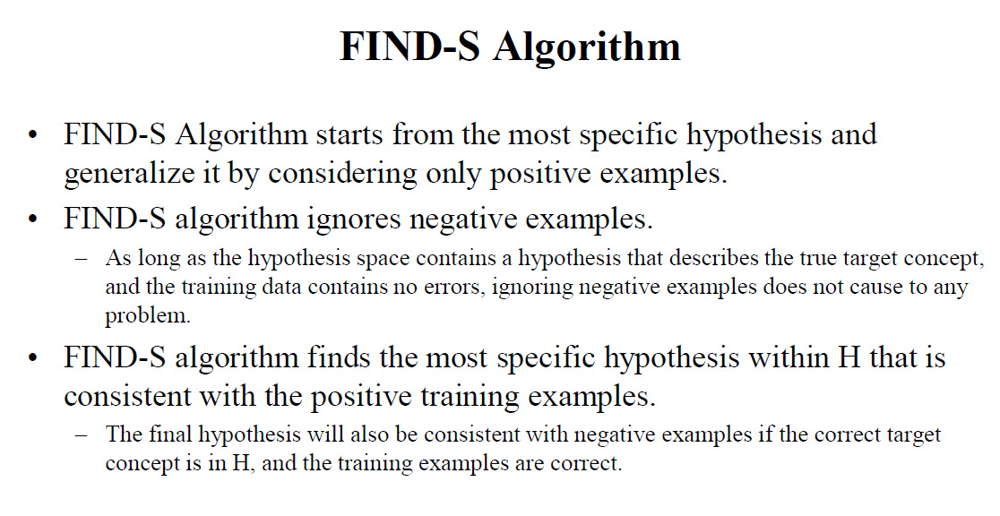 FIND-S Algorithm
• FIND-S Algorithm starts from the most specific hypothesis and
generalize it by considering only positive examples.
• FIND-S algorithm ignores negative examples.
– As long as the hypothesis space contains a hypothesis that describes the true target concept,
and the training data contains no errors, ignoring negative examples does not cause to any
problem.
• FIND-S algorithm finds the most specific hypothesis within H that is
consistent with the positive training examples.
– The final hypothesis will also be consistent with negative examples if the correct target
concept is in H, and the training examples are correct.